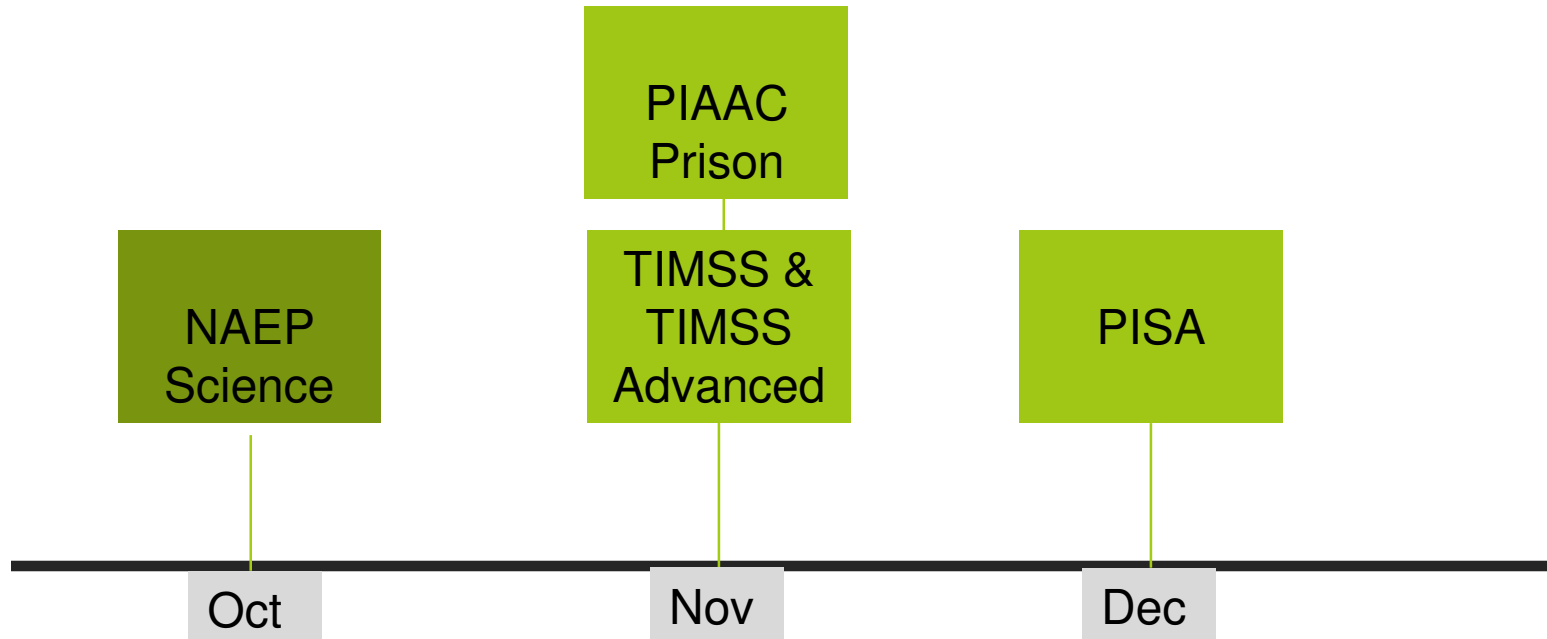 PIAAC
Prison
NAEP
Science
TIMSS &
TIMSS
Advanced
PISA
Oct
Nov
Dec